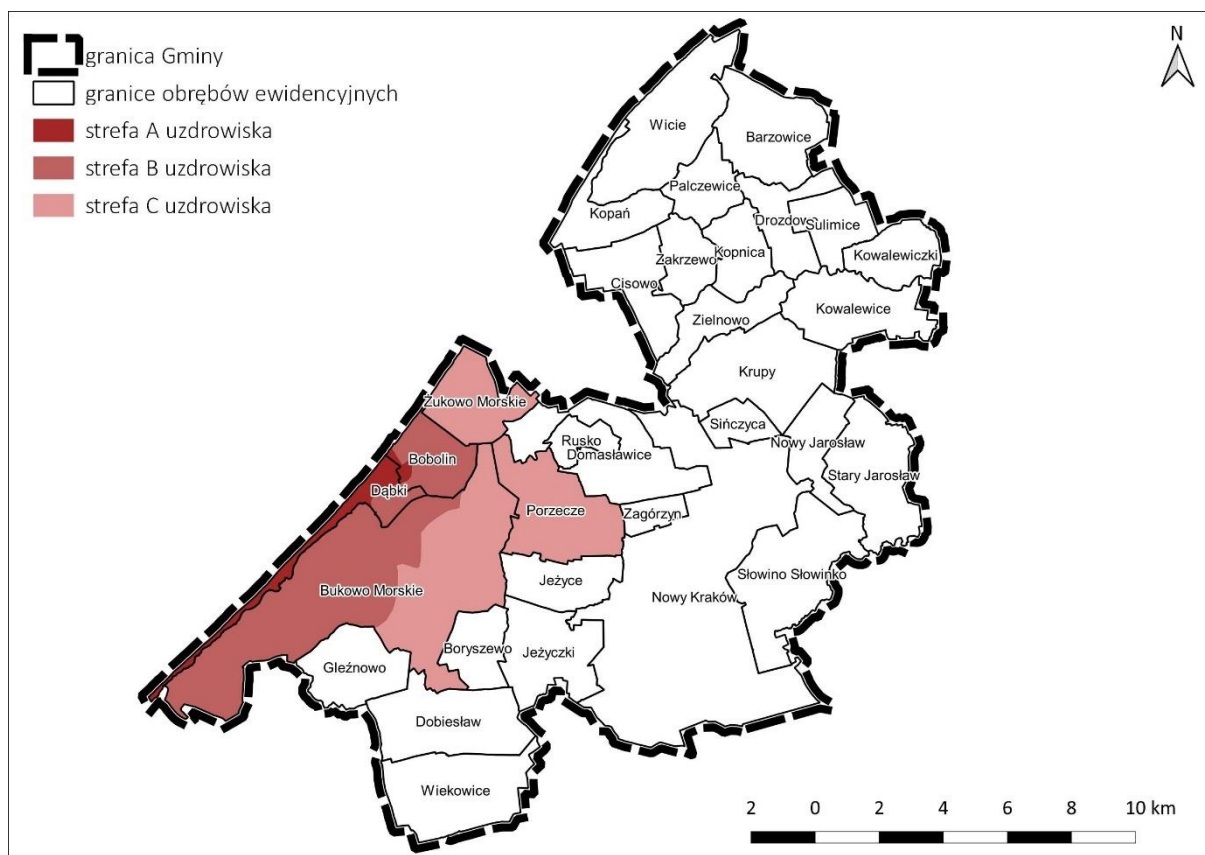 granica Gminy
granice obrębów ewidencyjnych
strefa A uzdrowiska
strefa B uzdrowiska
strefa C uzdrowiska
N
Wicie
Barzowice
Palczewice
Kopań
Drozdowo
Sulimice
Kopnica
Zakrzewo
Kowalewiczki
Cisowo
Kowalewice
Zielnowo
Krupy
Żukowo Morskie
Sińczyca
Rusko
Nowy Jarosław
Domasławice
Bobolin
Stary Jarosław
Dąbki
Porzecze
Zagórzyn
Słowino Słowinko
Jeżyce
Bukowo Morskie
Nowy Kraków
Boryszewo
Jeżyczki
Gleźnowo
Dobiesław
Wiekowice
2 0 2 4 6 8 10 km